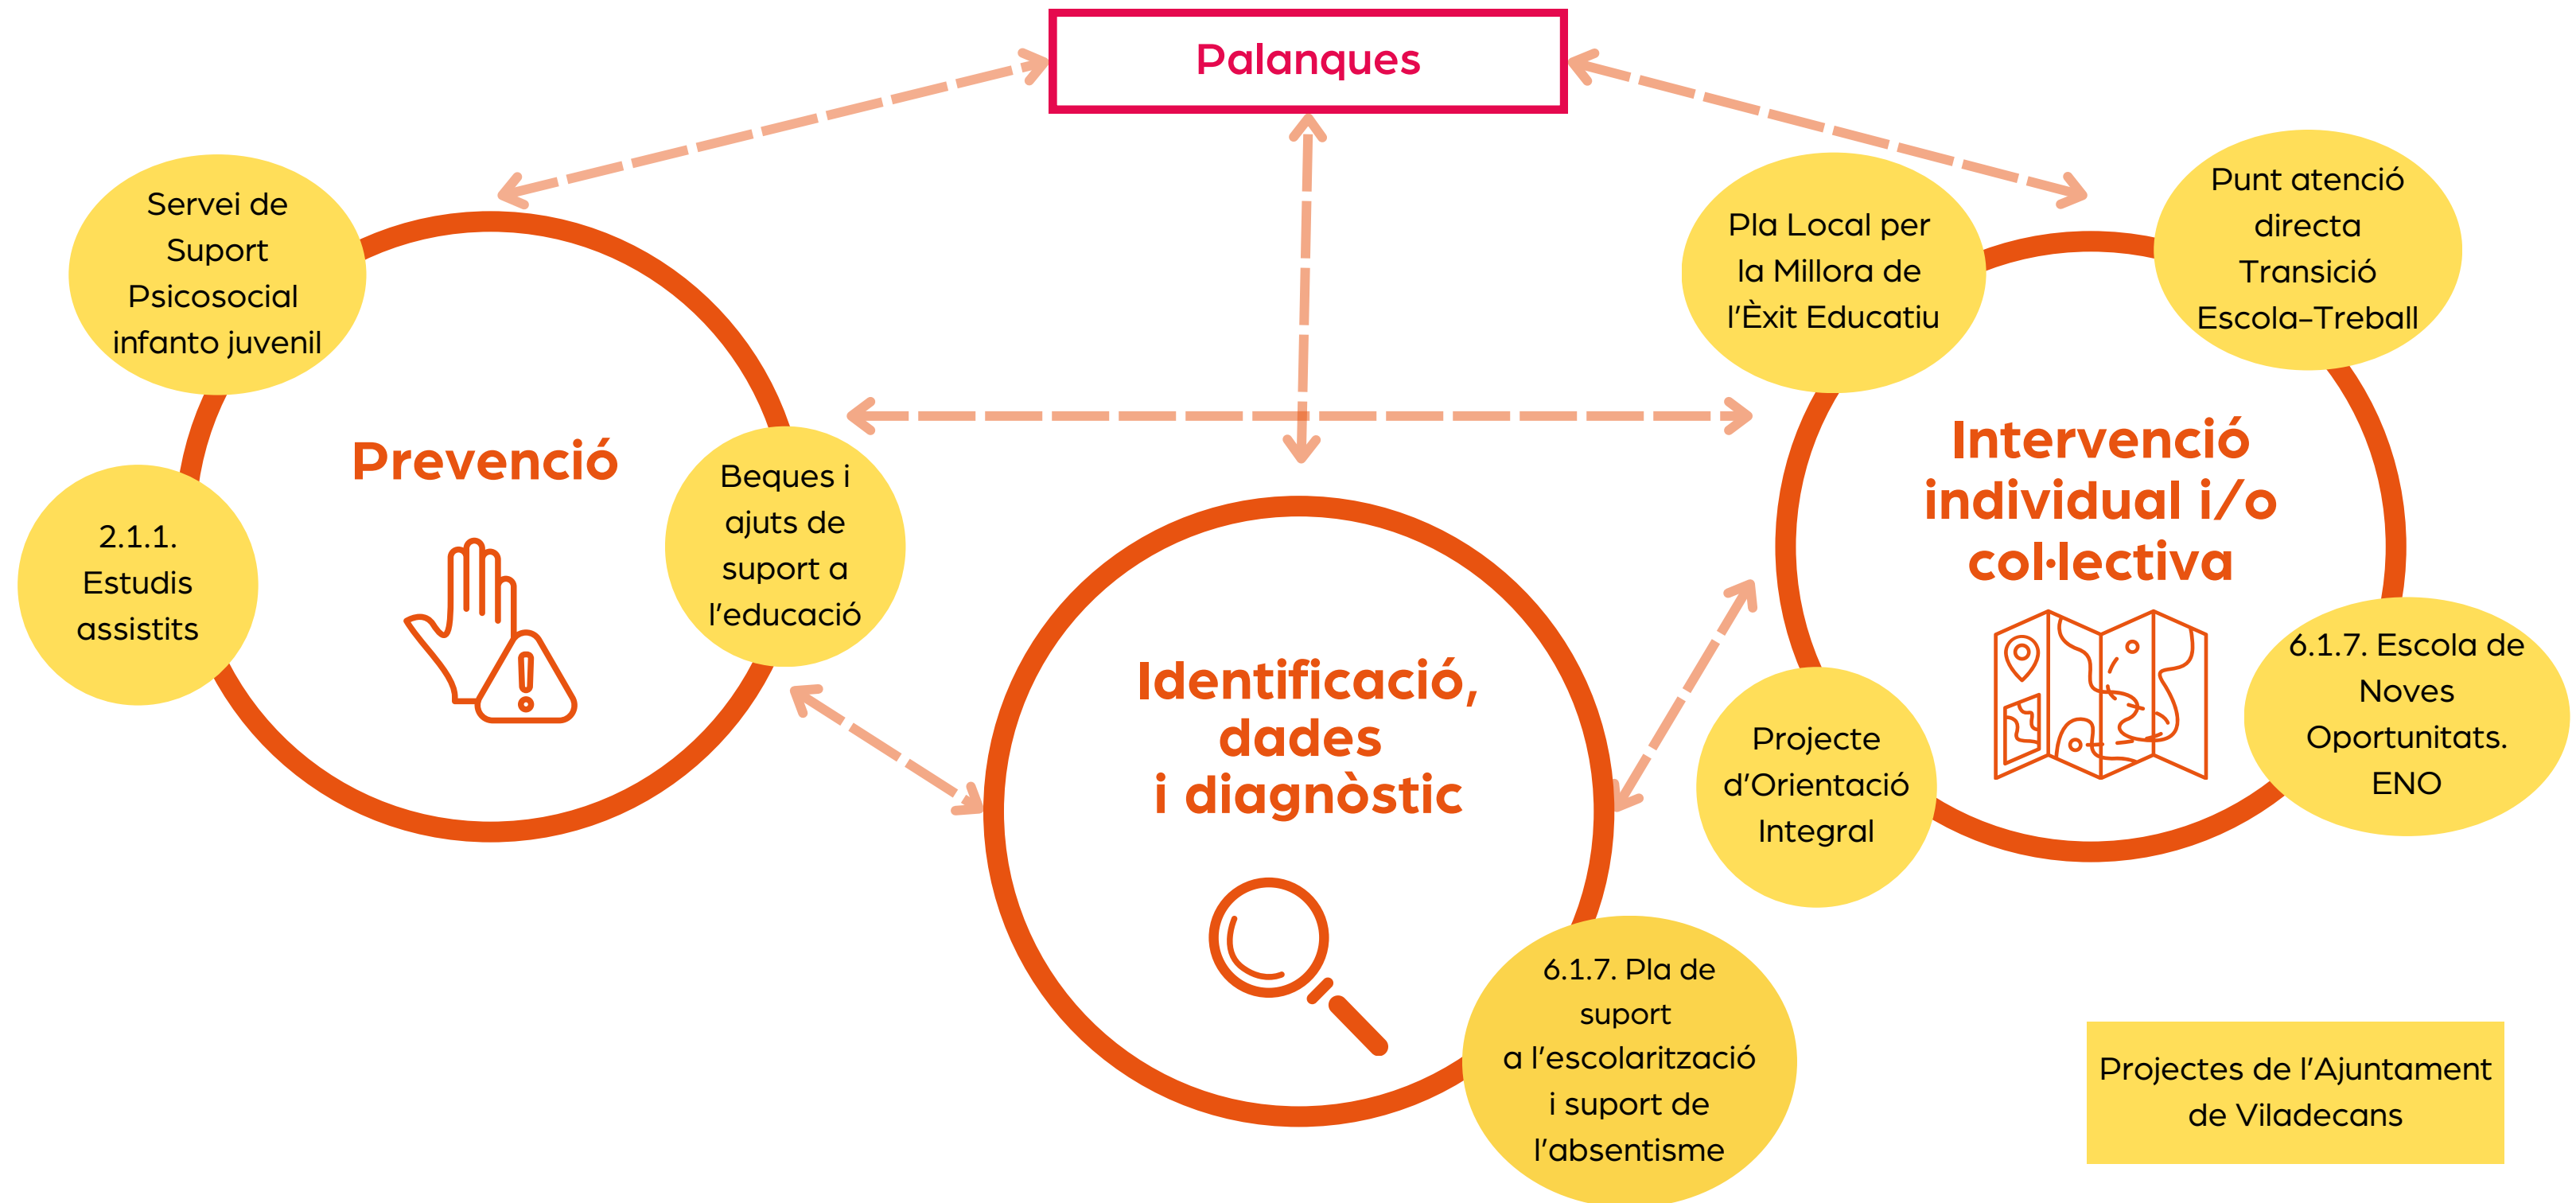 Palanques
Servei de
Suport
Psicosocial
infanto juvenil
2.1.1.
Estudis
assistits
Prevenció
Beques i
ajuts de
suport a
l'educació
Identificació,
dades
i diagnòstic
6.1.7. Pla de
suport
a l'escolarització
i suport de
l'absentisme
Pla Local per
la Millora de
l'Èxit Educatiu
Punt atenció
directa
Transició
Escola-Treball
Intervenció
individual i/o
col·lectiva
Projecte
d'Orientació
Integral
6.1.7. Escola de
Noves
Oportunitats.
ENO
Projectes de l'Ajuntament
de Viladecans